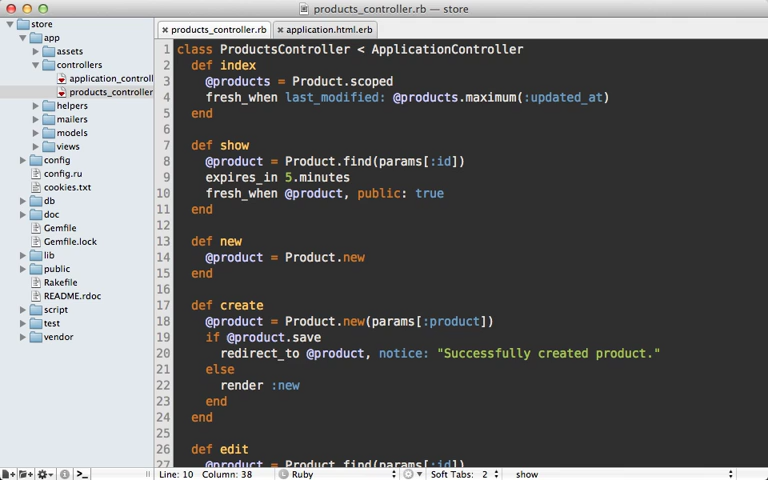 products_controller.rb — store
store
app
assets
controllers
application_controll
products_controller
helpers
mailers
models
views
config
config.ru
cookies.txt
db
doc
Gemfile
Gemfile.lock
lib
public
Rakefile
README.rdoc
script
test
vendor
products_controller.rb
application.html.erb
1 class ProductsController < ApplicationController
2 def index
3 @products = Product.scoped
4 fresh_when last_modified: @products.maximum(:updated_at)
5 end
6
7 def show
8 @product = Product.find(params[:id])
9 expires_in 5.minutes
10 fresh_when @product, public: true
11 end
12
13 def new
14 @product = Product.new
15 end
16
17 def create
18 @product = Product.new(params[:product])
19 if @product.save
20 redirect_to @product, notice: "Successfully created product."
21 else
22 render :new
23 end
24 end
25
26 def edit
27 @product = Product.find(params[:id])
Line: 10 Column: 38 Ruby Soft Tabs: 2 show